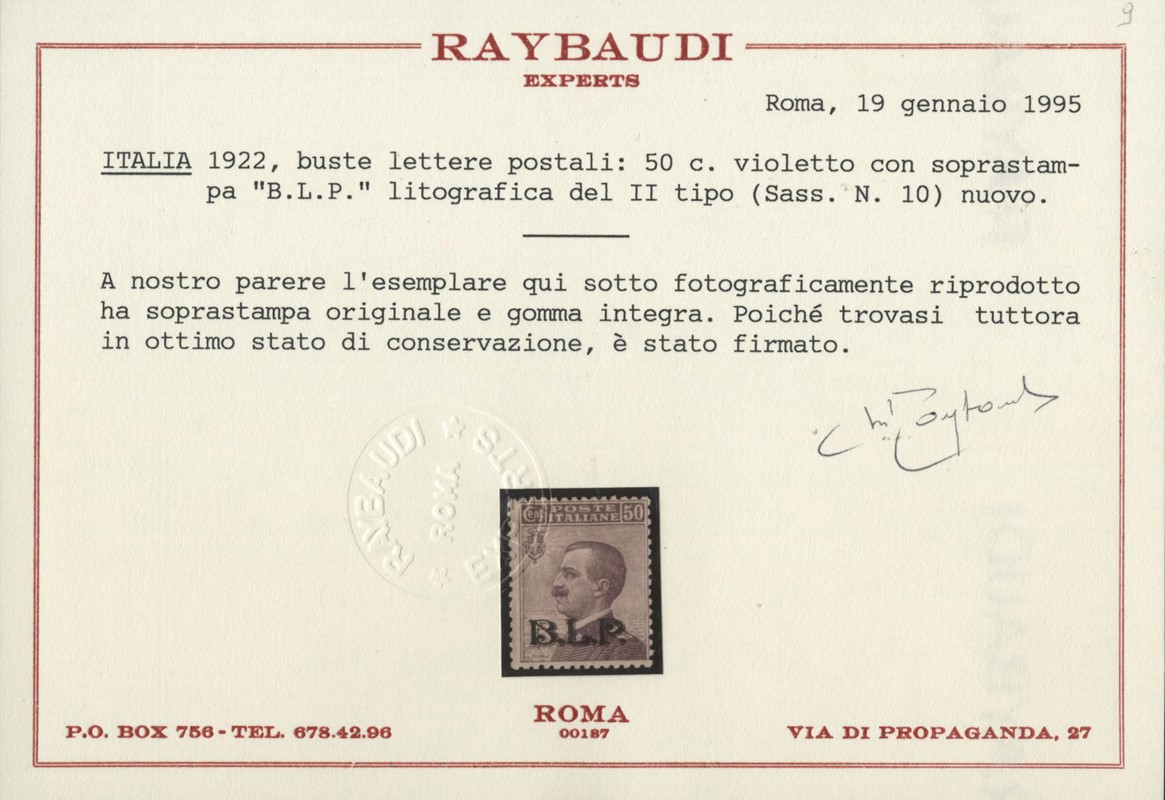 9
RAYBAUDI
EXPERTS
Roma, 19 gennaio 1995
ITALIA 1922, buste lettere postali: 50 c. violetto con soprastam-
pa "B.L.P." litografica del II tipo (Sass. N. 10) nuovo.
A nostro parere l'esemplare qui sotto fotograficamente riprodotto
ha soprastampa originale e gomma integra. Poiché trovasi tuttora
in ottimo stato di conservazione, è stato firmato.
RAYBAUDI EXPERTS
ROMA
POSTE
ITALIANE
50
B.L.P.
ROMA
00187
P.O. BOX 756 - TEL. 678.42.96
VIA DI PROPAGANDA, 27